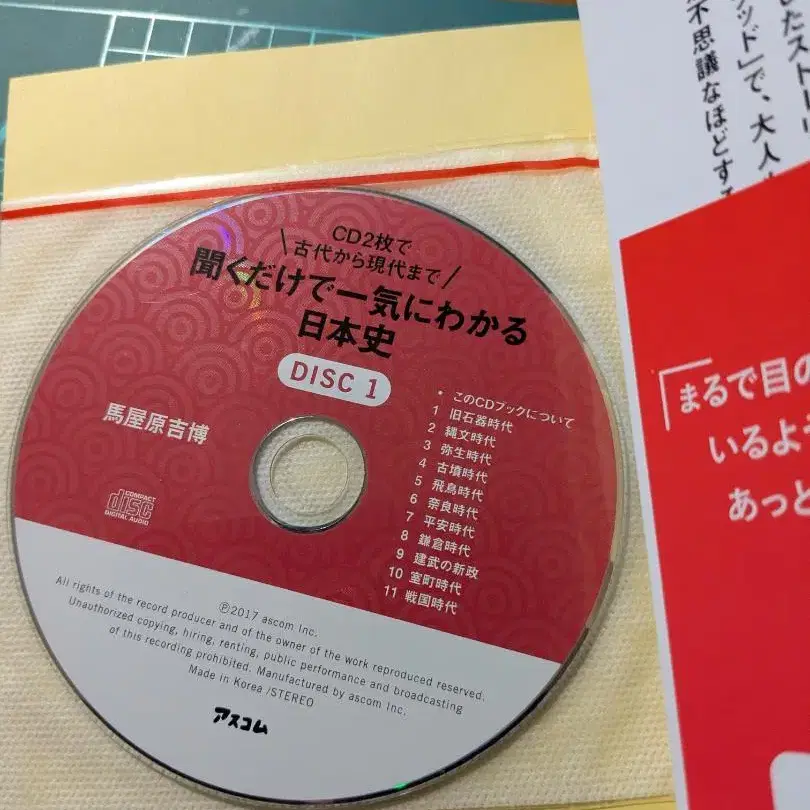 CD2枚で
\古代から現代まで/
聞くだけで一気にわかる
日本史
DISC 1
馬屋原吉博
COMPACT
disc
DIGITAL AUDIO
• このCDブックについて
1 旧石器時代
2 縄文時代
3 弥生時代
4 古墳時代
5 飛鳥時代
6 奈良時代
7 平安時代
8 鎌倉時代
9 建武の新政
10 室町時代
11 戦国時代
Ⓟ2017 ascom Inc.
All rights of the record producer and of the owner of the work reproduced reserved.
Unauthorized copying, hiring, renting, public performance and broadcasting
of this recording prohibited. Manufactured by ascom Inc.
Made in Korea /STEREO
アスコム
たストーリ
ッド」で、大人
不思議なほどする
「まるで目の
いるよう
あっと